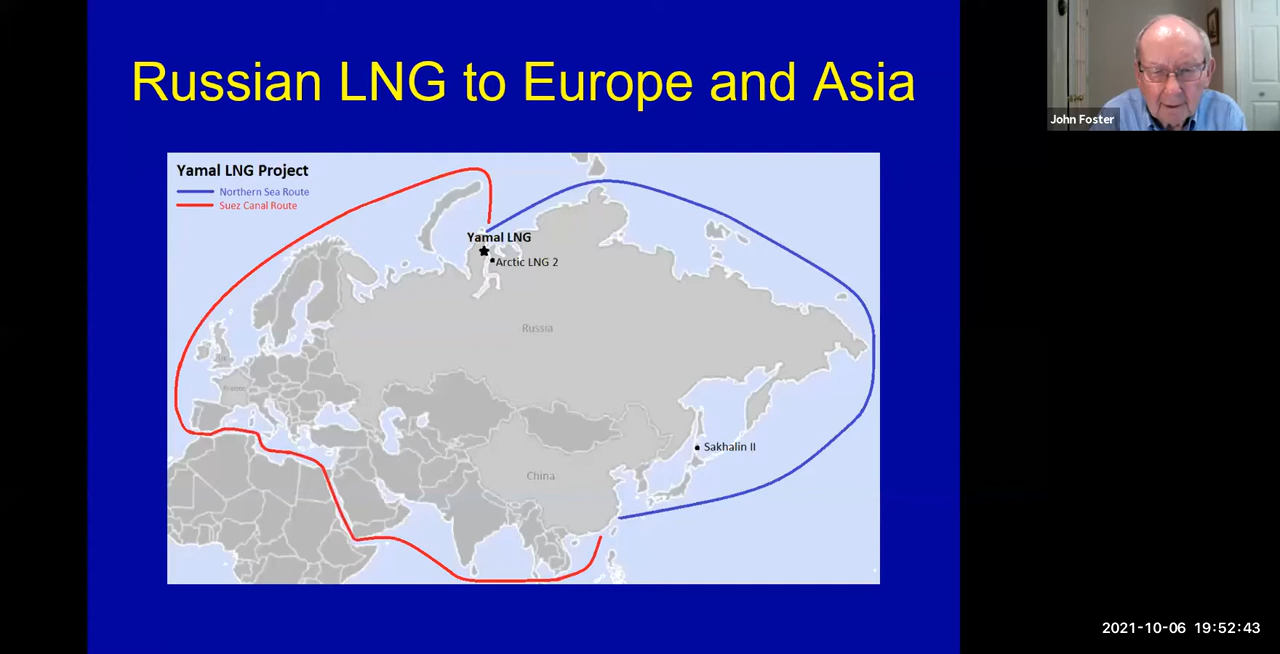 Russian LNG to Europe and Asia
John Foster
Yamal LNG Project
Northern Sea Route
Suez Canal Route
Yamal LNG
Arctic LNG 2
Russia
France
Sakhalin II
China
2021-10-06 19:52:43